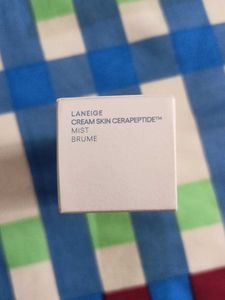 LANEIGE
CREAM SKIN CERAPEPTIDE™
MIST
BRUME